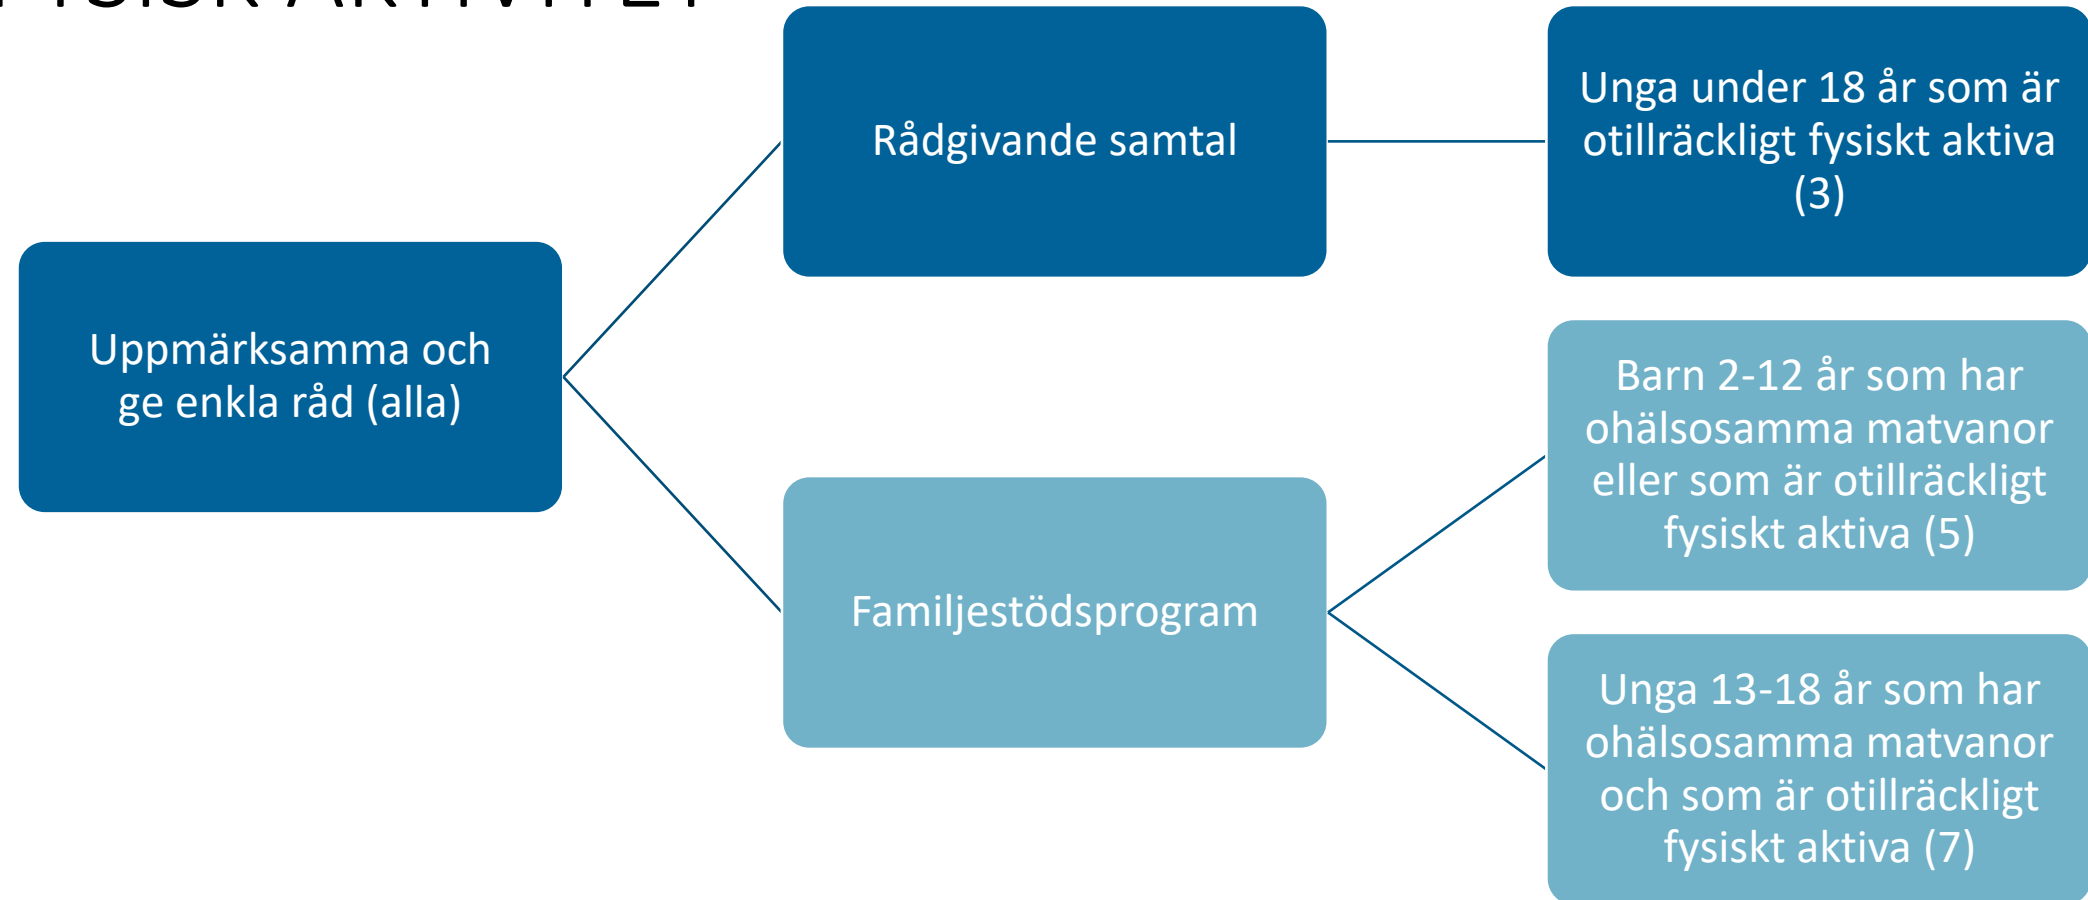 FYSISK AKTIVITET
Rådgivande samtal
Unga under 18 år som är
otillräckligt fysiskt aktiva
(3)
Uppmärksamma och
ge enkla råd (alla)
Familjestödsprogram
Barn 2-12 år som har
ohälsosamma matvanor
eller som är otillräckligt
fysiskt aktiva (5)
Unga 13-18 år som har
ohälsosamma matvanor
och som är otillräckligt
fysiskt aktiva (7)